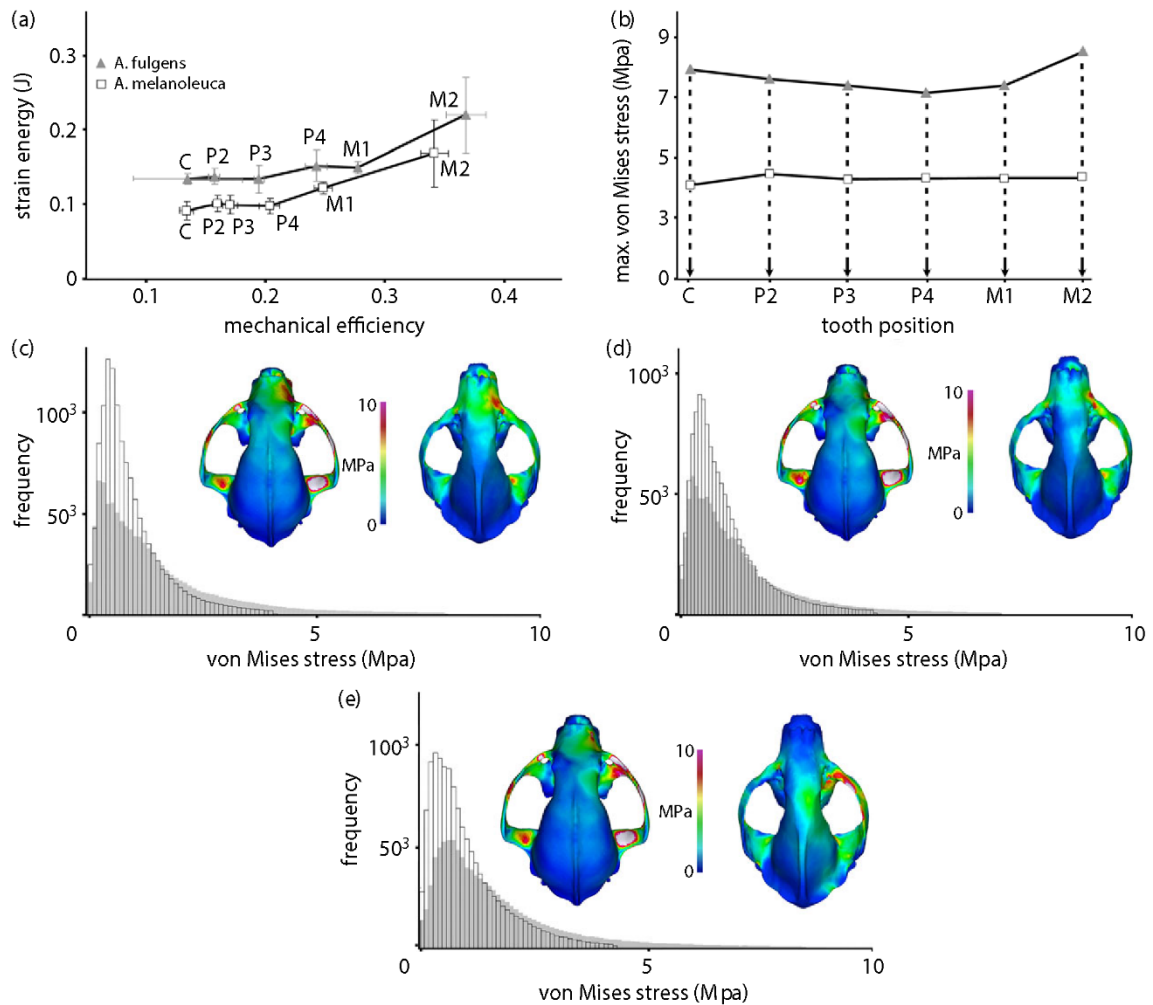 (a)
0.3
0.2
0.1
0
strain energy (J)
A. fulgens
A. melanoleuca
C
P2
P3
P4
M1
M2
C
P2
P3
P4
M1
M2
0.1
0.2
0.3
0.4
mechanical efficiency
(b)
9
7
5
3
0
max. von Mises stress (Mpa)
C
P2
P3
P4
M1
M2
tooth position
(c)
100³
50³
frequency
10
MPa
0
0
5
10
von Mises stress (Mpa)
(d)
100³
50³
frequency
10
MPa
0
0
5
10
von Mises stress (Mpa)
(e)
100³
50³
frequency
10
MPa
0
0
5
10
von Mises stress (Mpa)